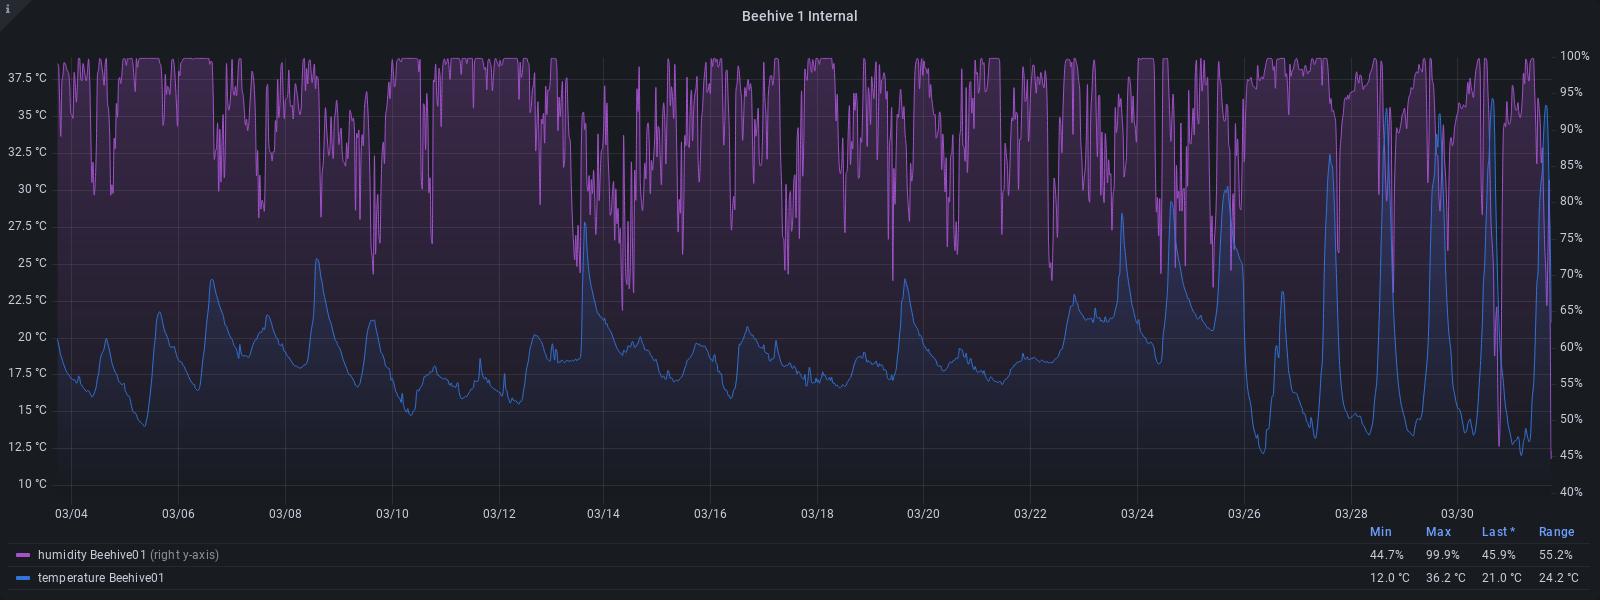 i
Beehive 1 Internal
37.5 °C
35 °C
32.5 °C
30 °C
27.5 °C
25 °C
22.5 °C
20 °C
17.5 °C
15 °C
12.5 °C
10 °C
100%
95%
90%
85%
80%
75%
70%
65%
60%
55%
50%
45%
40%
03/04 03/06 03/08 03/10 03/12 03/14 03/16 03/18 03/20 03/22 03/24 03/26 03/28 03/30
Min Max Last * Range
humidity Beehive01 (right y-axis) 44.7% 99.9% 45.9% 55.2%
temperature Beehive01 12.0 °C 36.2 °C 21.0 °C 24.2 °C